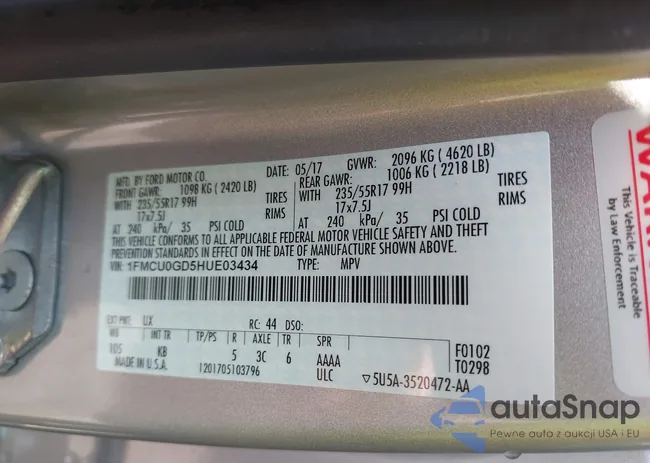 MFD. BY FORD MOTOR CO.
DATE: 05/17 GVWR: 2096 KG ( 4620 LB)
FRONT GAWR: 1098 KG ( 2420 LB) REAR GAWR: 1006 KG ( 2218 LB)
WITH 235/55R17 99H TIRES WITH 235/55R17 99H TIRES
17x7.5J RIMS 17x7.5J RIMS
AT 240 kPa/ 35 PSI COLD AT 240 kPa/ 35 PSI COLD
THIS VEHICLE CONFORMS TO ALL APPLICABLE FEDERAL MOTOR VEHICLE SAFETY AND THEFT
PREVENTION STANDARDS IN EFFECT ON THE DATE OF MANUFACTURE SHOWN ABOVE.
VIN: 1FMCU0GD5HUE03434 TYPE: MPV
EXT PNT: UX RC: 44 DSO:
WB INT TR TP/PS R AXLE TR SPR
105 KB 5 3C 6 AAAA
MADE IN U.S.A. 1201705103796 ULC
F0102
T0298
▽5U5A-3520472-AA
This Vehicle is Traceable
by Law Enforcement
autaSnap
Pewne auta z aukcji USA i EU